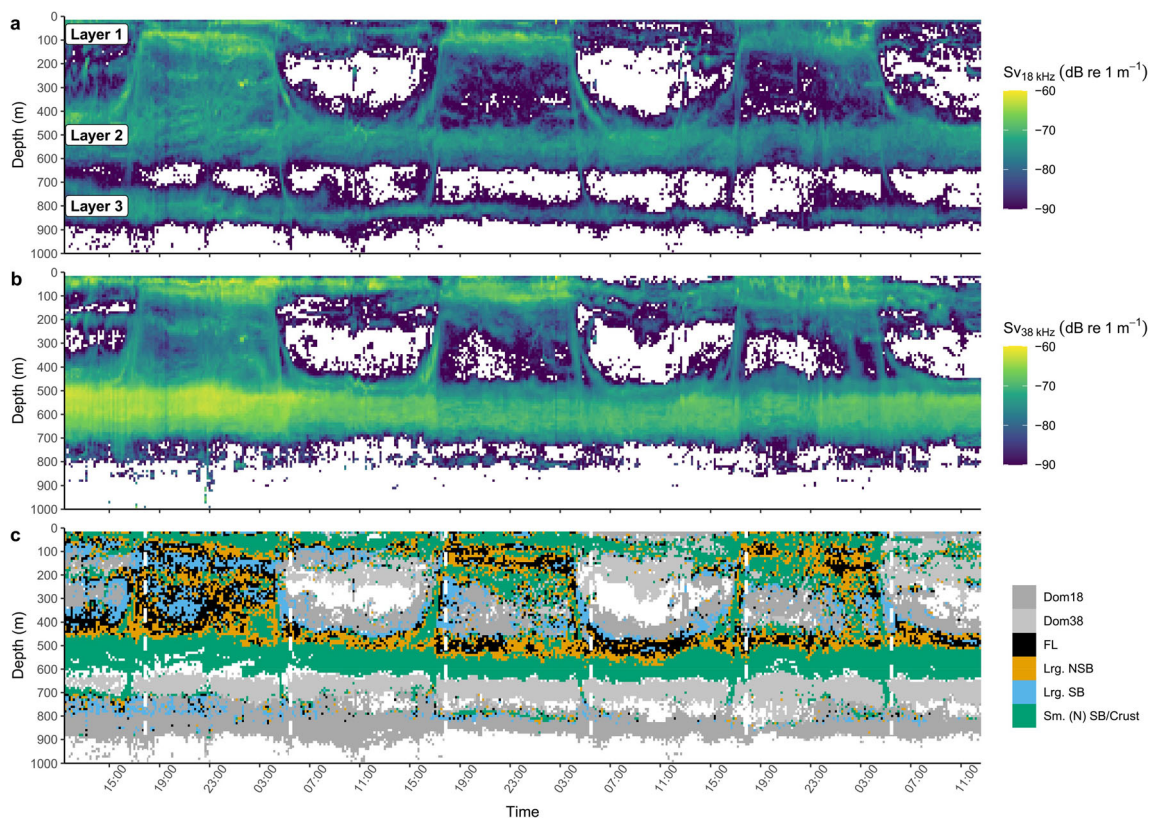 a
0
100
200
300
400
500
600
700
800
900
1000
Depth (m)
Layer 1
Layer 2
Layer 3
Sv18 kHz (dB re 1 m−1)
−60
−70
−80
−90
b
0
100
200
300
400
500
600
700
800
900
1000
Depth (m)
Sv38 kHz (dB re 1 m−1)
−60
−70
−80
−90
c
0
100
200
300
400
500
600
700
800
900
1000
Depth (m)
Dom18
Dom38
FL
Lrg. NSB
Lrg. SB
Sm. (N) SB/Crust
15:00 19:00 23:00 03:00 07:00 11:00 15:00 19:00 23:00 03:00 07:00 11:00 15:00 19:00 23:00 03:00 07:00 11:00
Time